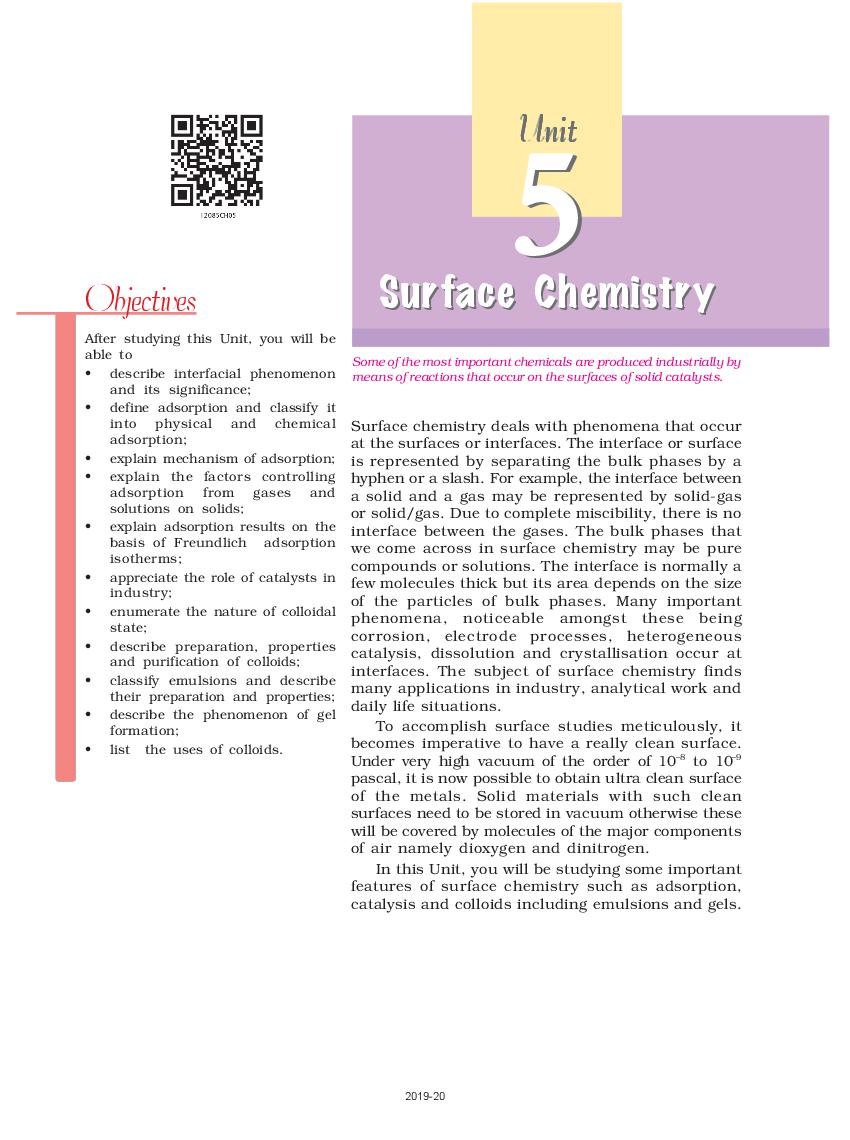 12085CH05
Unit
5
Surface Chemistry
Objectives
After studying this Unit, you will be
able to
• describe interfacial phenomenon
and its significance;
• define adsorption and classify it
into physical and chemical
adsorption;
• explain mechanism of adsorption;
• explain the factors controlling
adsorption from gases and
solutions on solids;
• explain adsorption results on the
basis of Freundlich adsorption
isotherms;
• appreciate the role of catalysts in
industry;
• enumerate the nature of colloidal
state;
• describe preparation, properties
and purification of colloids;
• classify emulsions and describe
their preparation and properties;
• describe the phenomenon of gel
formation;
• list the uses of colloids.
Some of the most important chemicals are produced industrially by
means of reactions that occur on the surfaces of solid catalysts.
Surface chemistry deals with phenomena that occur
at the surfaces or interfaces. The interface or surface
is represented by separating the bulk phases by a
hyphen or a slash. For example, the interface between
a solid and a gas may be represented by solid-gas
or solid/gas. Due to complete miscibility, there is no
interface between the gases. The bulk phases that
we come across in surface chemistry may be pure
compounds or solutions. The interface is normally a
few molecules thick but its area depends on the size
of the particles of bulk phases. Many important
phenomena, noticeable amongst these being
corrosion, electrode processes, heterogeneous
catalysis, dissolution and crystallisation occur at
interfaces. The subject of surface chemistry finds
many applications in industry, analytical work and
daily life situations.
To accomplish surface studies meticulously, it
becomes imperative to have a really clean surface.
Under very high vacuum of the order of 10⁻⁸ to 10⁻⁹
pascal, it is now possible to obtain ultra clean surface
of the metals. Solid materials with such clean
surfaces need to be stored in vacuum otherwise these
will be covered by molecules of the major components
of air namely dioxygen and dinitrogen.
In this Unit, you will be studying some important
features of surface chemistry such as adsorption,
catalysis and colloids including emulsions and gels.
2019-20